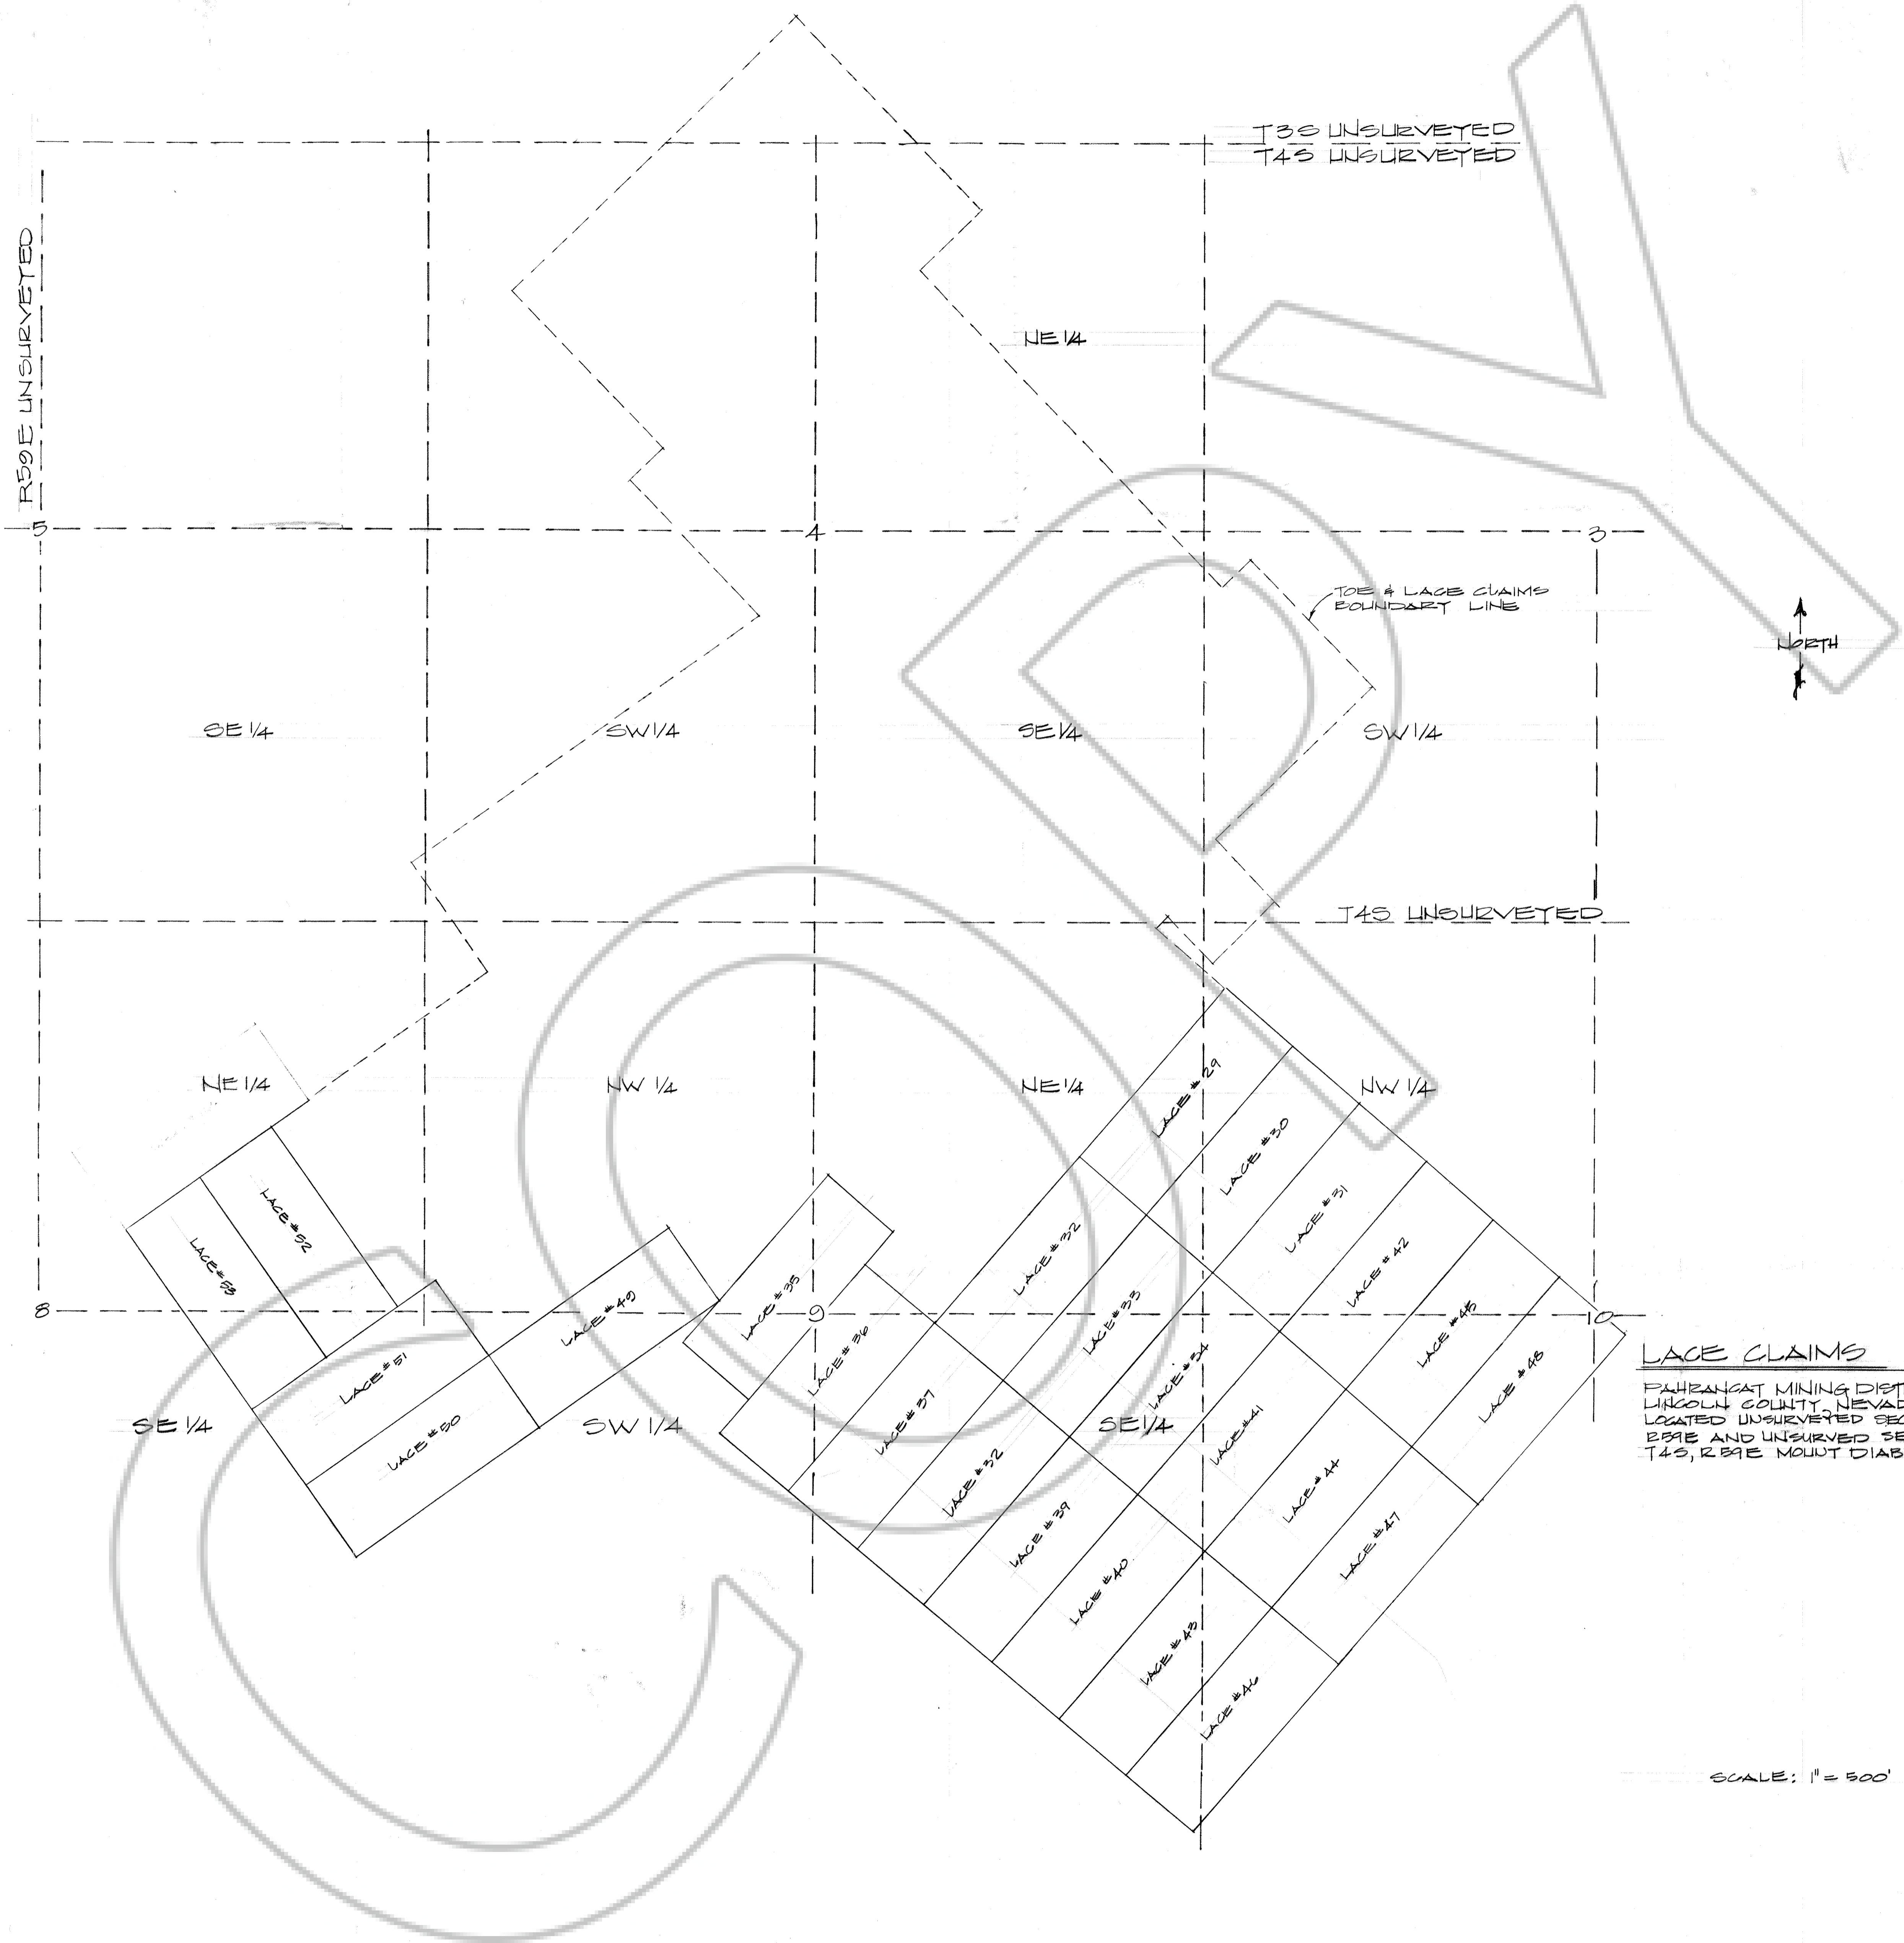 T3S UNSURVEYED
T4S UNSURVEYED
R59E UNSURVEYED
NE 1/4
5
4
3
TOE & LACE CLAIMS
BOUNDARY LINE
NORTH
SE 1/4
SW 1/4
SE 1/4
SW 1/4
T4S UNSURVEYED
NE 1/4
NW 1/4
NE 1/4
NW 1/4
LACE #29
LACE #30
LACE #31
LACE #32
LACE #33
LACE #34
LACE #35
LACE #36
LACE #37
LACE #32
LACE #39
LACE #40
LACE #41
LACE #42
LACE #43
LACE #44
LACE #45
LACE #46
LACE #47
LACE #48
LACE #49
LACE #50
LACE #51
LACE #52
LACE #53
8
9
10
SE 1/4
SW 1/4
SE 1/4
LACE CLAIMS
PAHRANGAT MINING DIST
LINCOLN COUNTY, NEVAD
LOCATED UNSURVEYED SEC
R59E AND UNSURVED SE
T4S, R59E MOUNT DIAB
SCALE: 1" = 500'
COPY